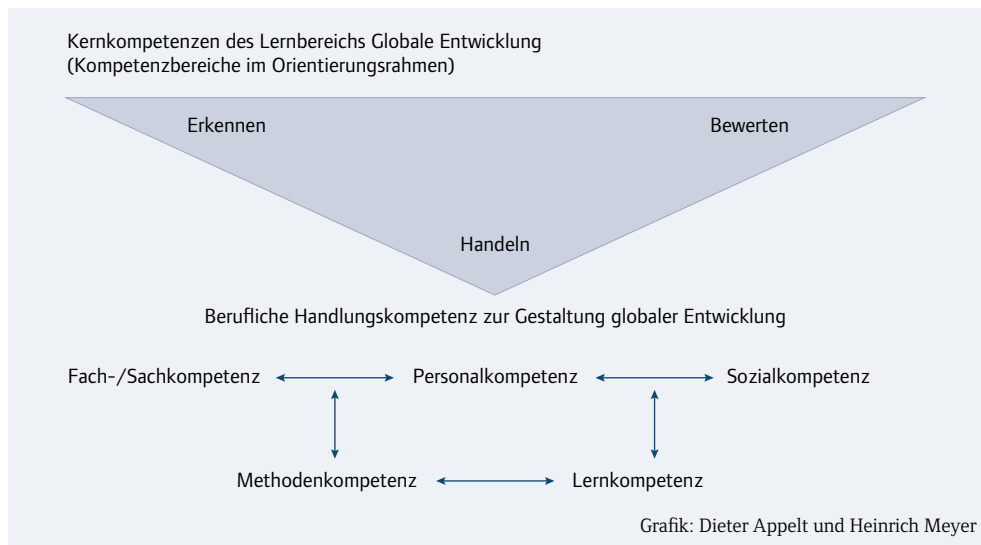 Kernkompetenzen des Lernbereichs Globale Entwicklung
(Kompetenzbereiche im Orientierungsrahmen)
Erkennen
Bewerten
Handeln
Berufliche Handlungskompetenz zur Gestaltung globaler Entwicklung
Fach-/Sachkompetenz
Personalkompetenz
Sozialkompetenz
Methodenkompetenz
Lernkompetenz
Grafik: Dieter Appelt und Heinrich Meyer